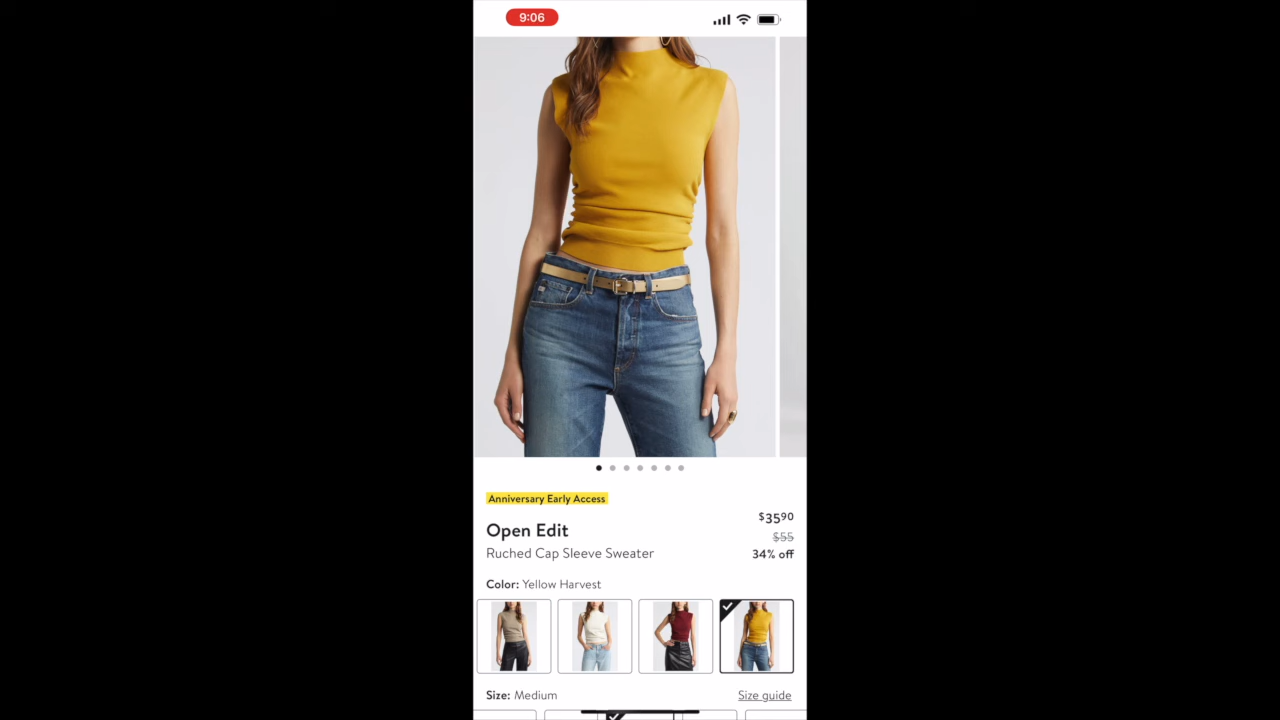 9:06
Anniversary Early Access
$35.90
Open Edit
$55
Ruched Cap Sleeve Sweater
34% off
Color: Yellow Harvest
Size: Medium
Size guide